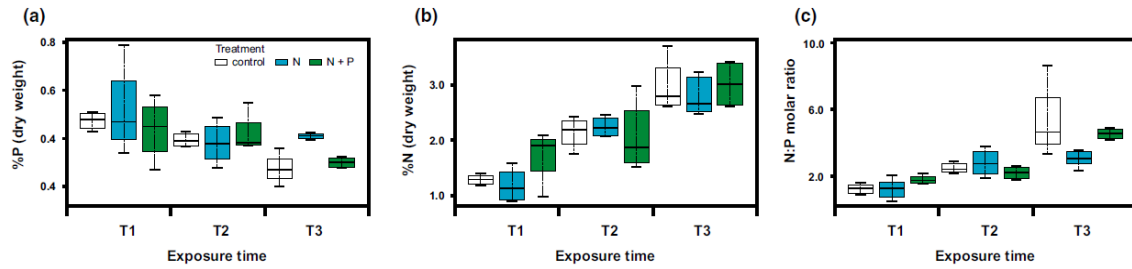 (a)
%P (dry weight)
0.8
0.6
0.4
0.4
Treatment
control N N + P
T1 T2 T3
Exposure time
(b)
%N (dry weight)
3.0
2.0
1.0
T1 T2 T3
Exposure time
(c)
N:P molar ratio
10.0
6.0
2.0
T1 T2 T3
Exposure time